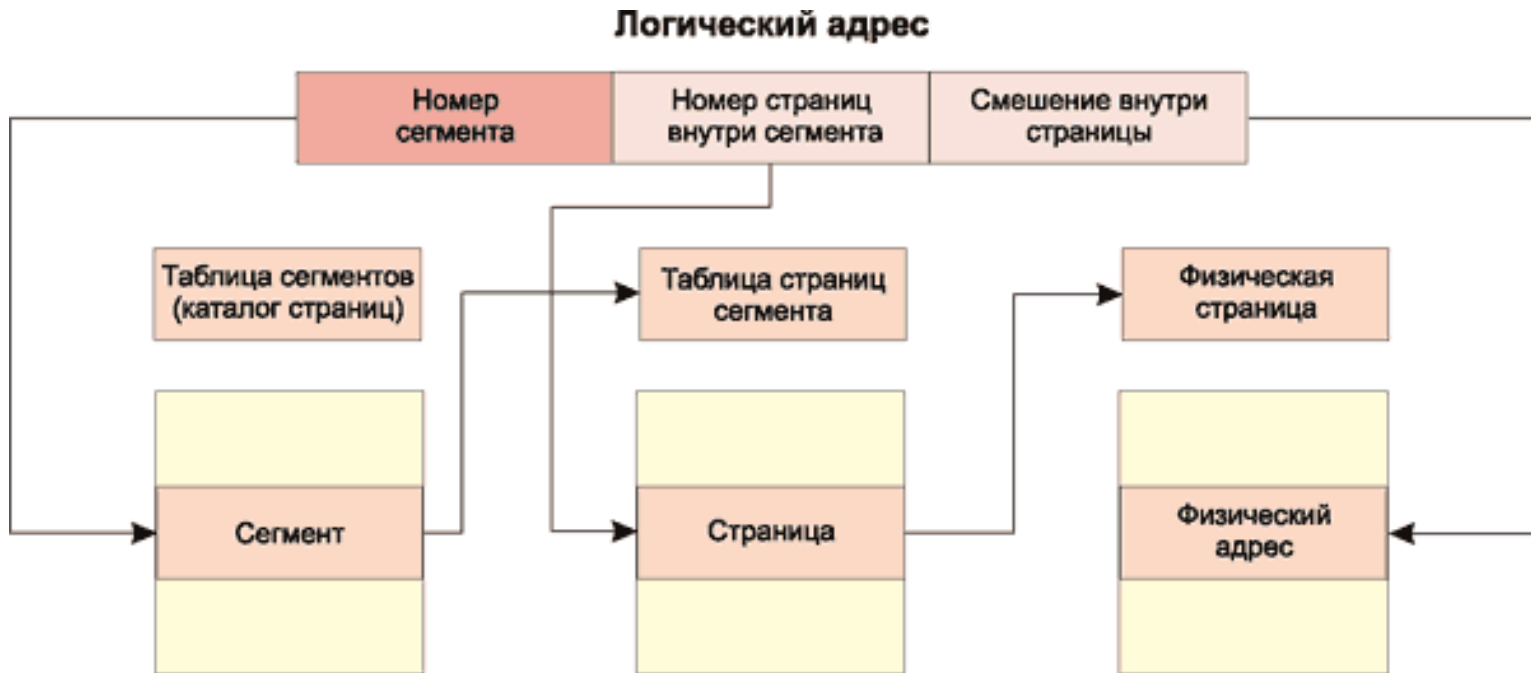 Логический адрес
Номер
сегмента
Номер страниц
внутри сегмента
Смешение внутри
страницы
Таблица сегментов
(каталог страниц)
Таблица страниц
сегмента
Физическая
страница
Сегмент
Страница
Физический
адрес